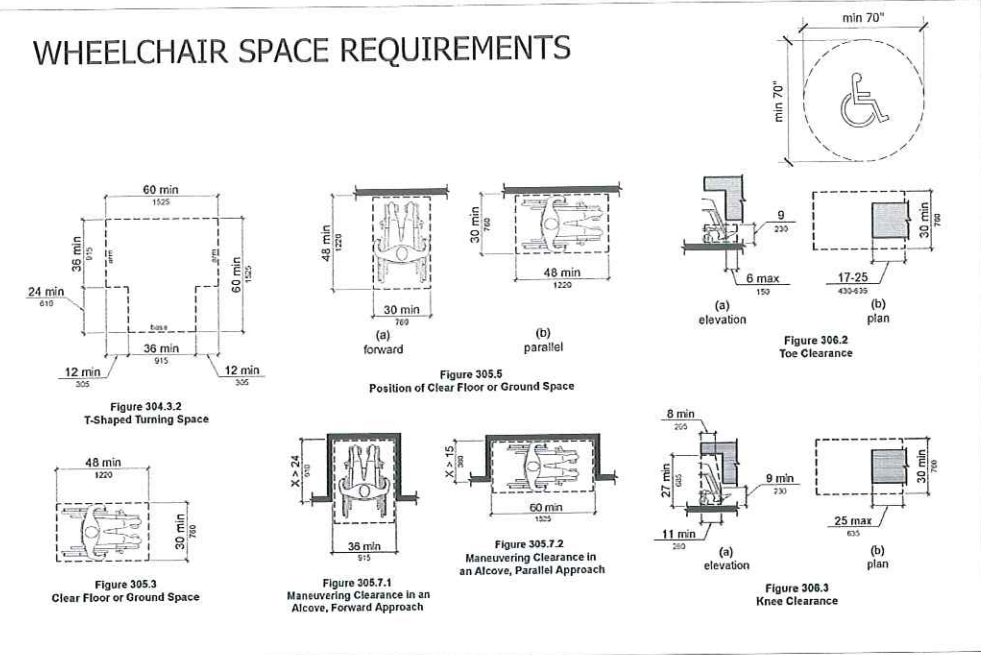 WHEELCHAIR SPACE REQUIREMENTS
min 70"
min 70"
60 min
1525
36 min
915
arm
arm
60 min
1525
24 min
610
base
36 min
915
12 min
305
12 min
305
Figure 304.3.2
T-Shaped Turning Space
48 min
1220
30 min
760
(a)
forward
30 min
760
48 min
1220
(b)
parallel
Figure 305.5
Position of Clear Floor or Ground Space
9
230
6 max
150
(a)
elevation
30 min
760
17-25
430-635
(b)
plan
Figure 306.2
Toe Clearance
48 min
1220
30 min
760
Figure 305.3
Clear Floor or Ground Space
X > 24
610
36 min
915
Figure 305.7.1
Maneuvering Clearance in an
Alcove, Forward Approach
X > 15
380
60 min
1525
Figure 305.7.2
Maneuvering Clearance in
an Alcove, Parallel Approach
8 min
205
27 min
685
9 min
230
11 min
280
(a)
elevation
30 min
760
25 max
635
(b)
plan
Figure 306.3
Knee Clearance